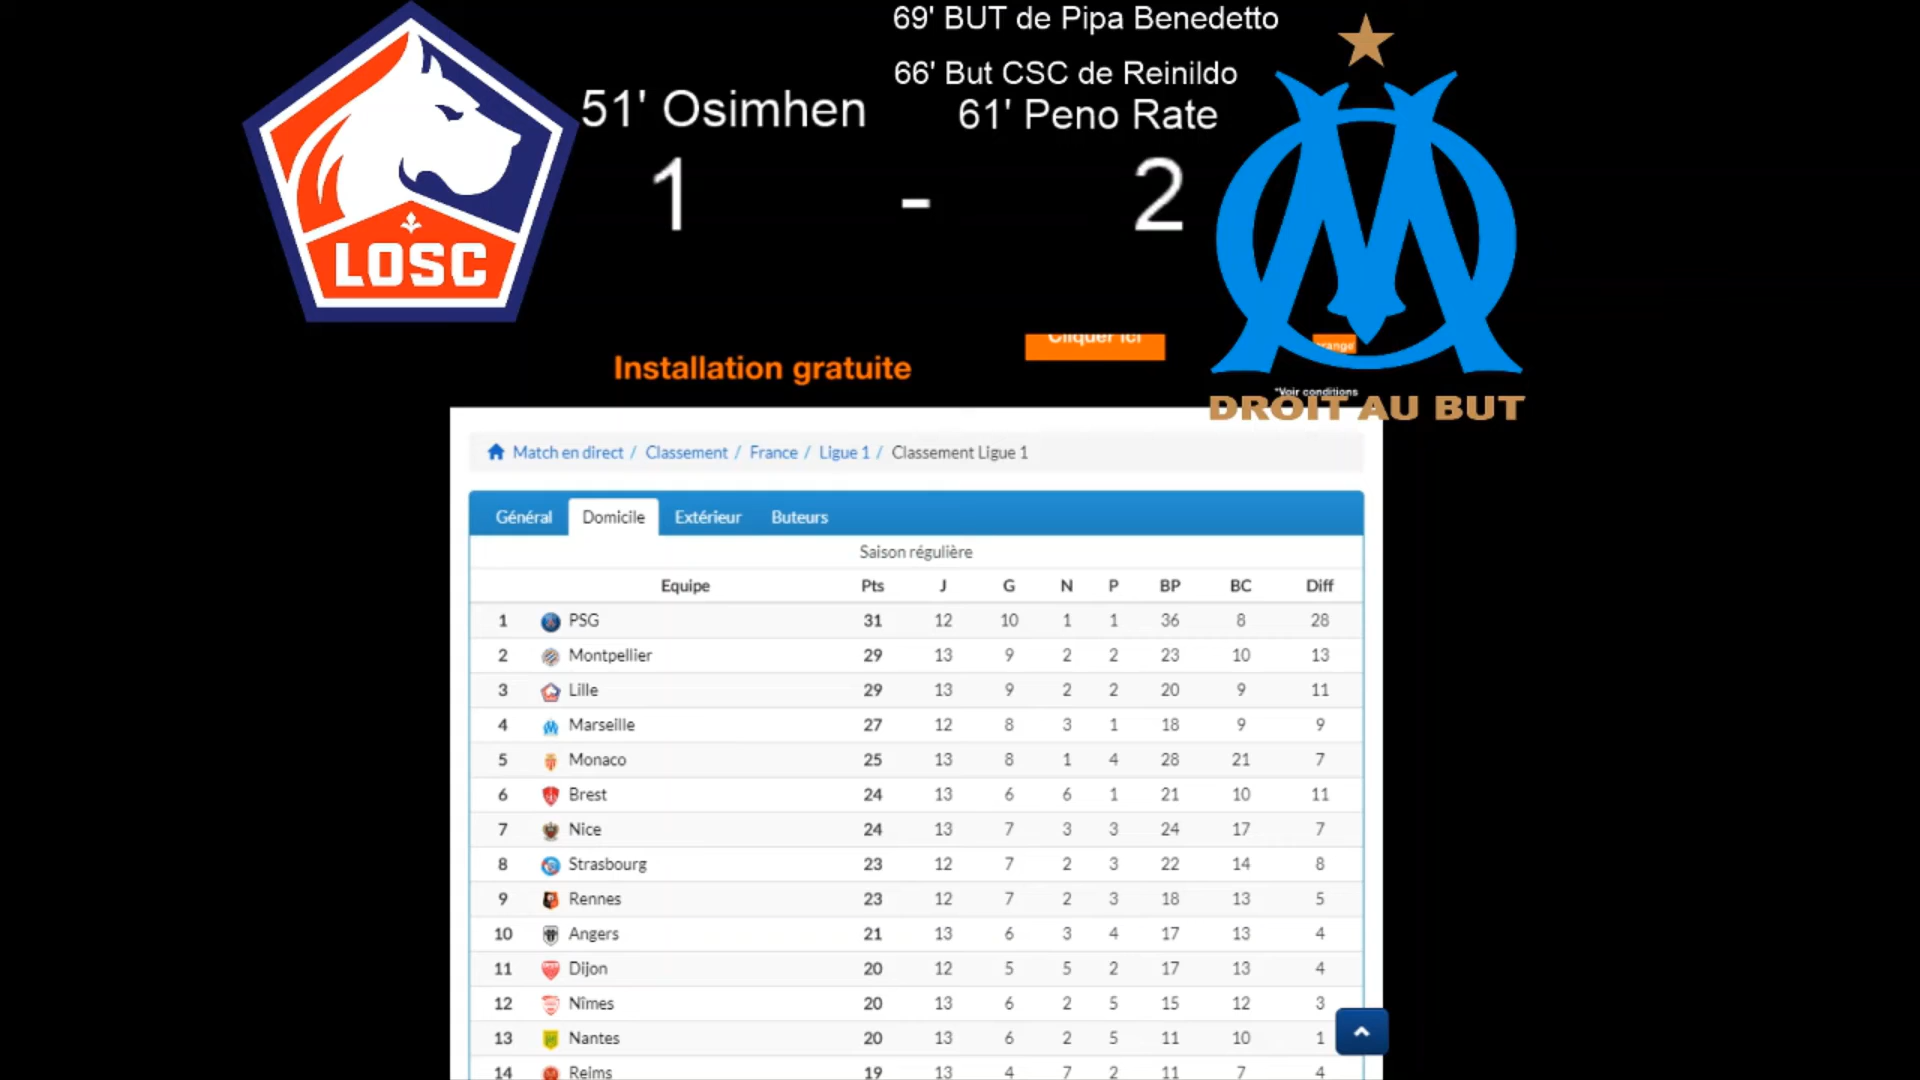 69' BUT de Pipa Benedetto
66' But CSC de Reinildo
51' Osimhen
61' Peno Rate
1 - 2
LOSC
Cliquer ici
orange
Installation gratuite
*Voir conditions
DROIT AU BUT
Match en direct / Classement / France / Ligue 1 / Classement Ligue 1
Général Domicile Extérieur Buteurs
Saison régulière
Equipe Pts J G N P BP BC Diff
1 PSG 31 12 10 1 1 36 8 28
2 Montpellier 29 13 9 2 2 23 10 13
3 Lille 29 13 9 2 2 20 9 11
4 Marseille 27 12 8 3 1 18 9 9
5 Monaco 25 13 8 1 4 28 21 7
6 Brest 24 13 6 6 1 21 10 11
7 Nice 24 13 7 3 3 24 17 7
8 Strasbourg 23 12 7 2 3 22 14 8
9 Rennes 23 12 7 2 3 18 13 5
10 Angers 21 13 6 3 4 17 13 4
11 Dijon 20 12 5 5 2 17 13 4
12 Nîmes 20 13 6 2 5 15 12 3
13 Nantes 20 13 6 2 5 11 10 1
14 Reims 19 13 4 7 2 11 7 4